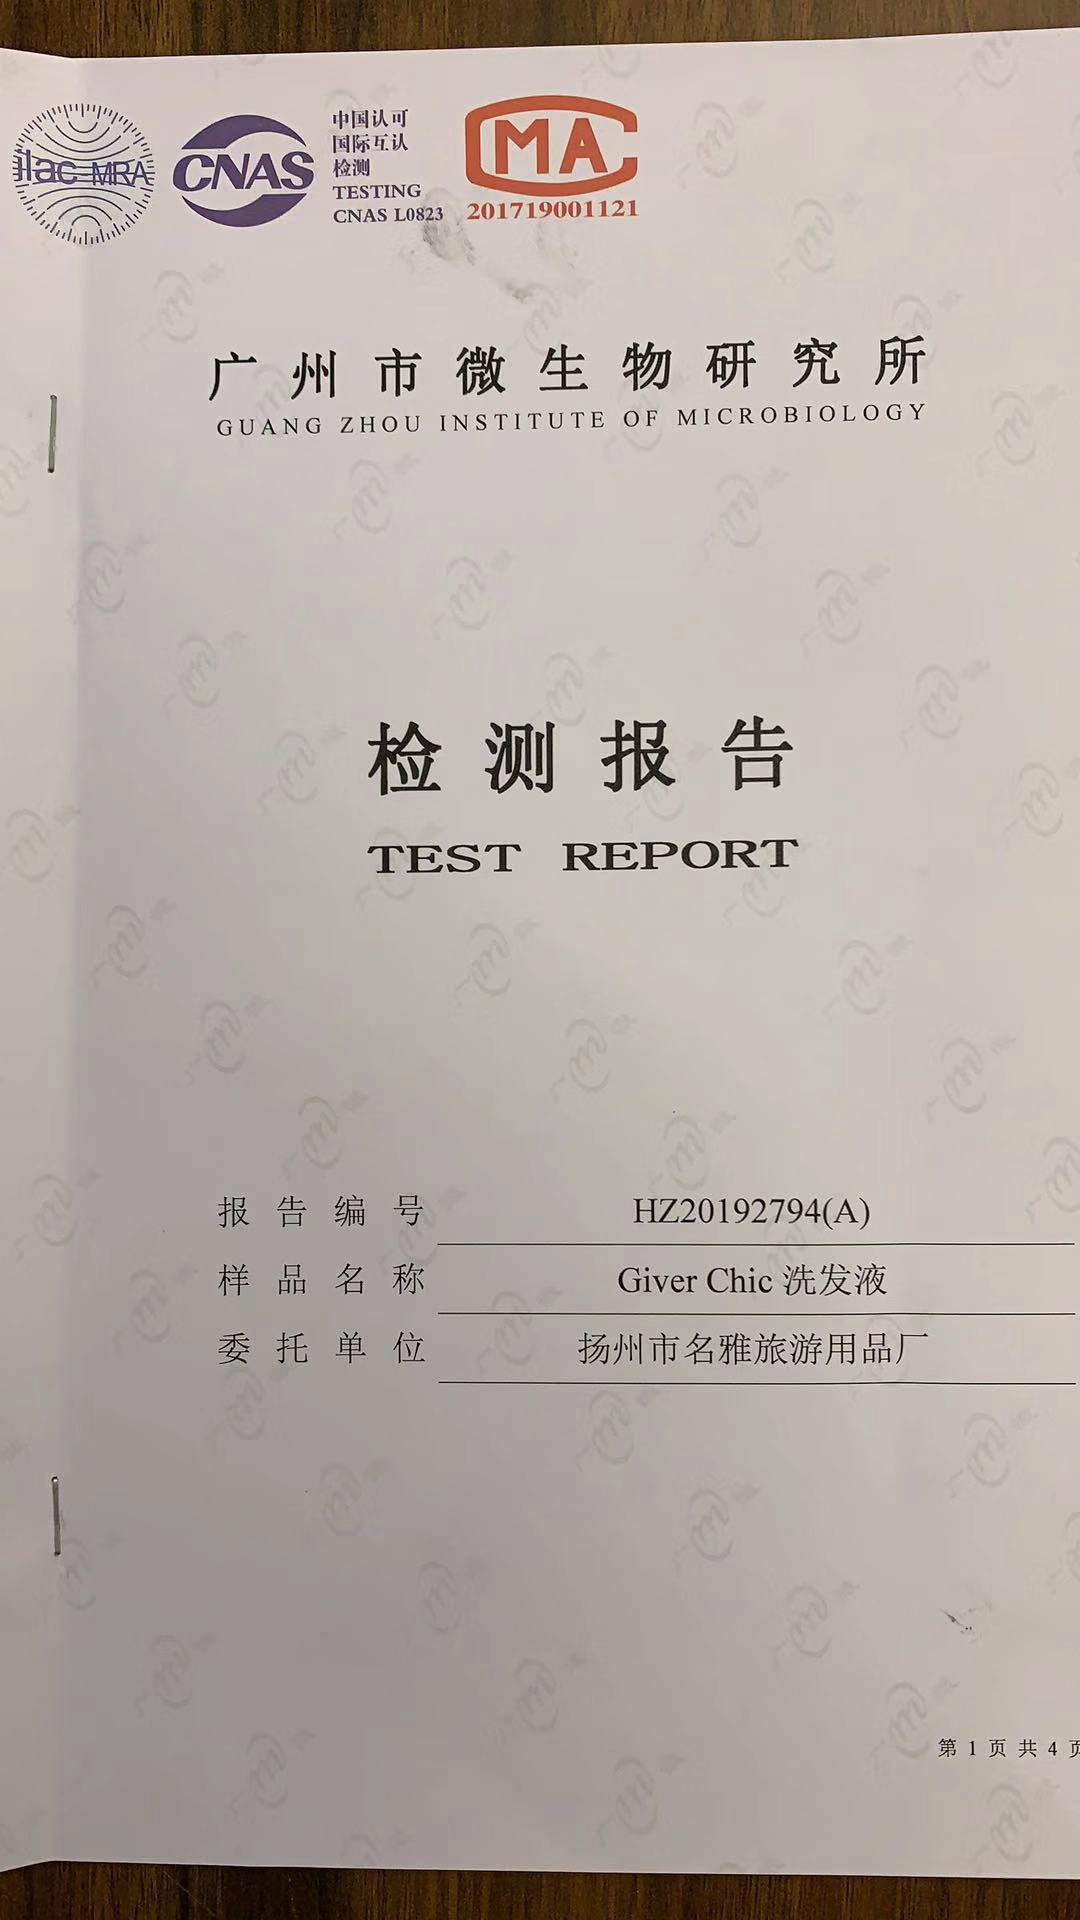 ilac-MRA
CNAS
中国认可
国际互认
检测
TESTING
CNAS L0823
MA
201719001121
广州市微生物研究所
GUANG ZHOU INSTITUTE OF MICROBIOLOGY
检测报告
TEST REPORT
报告编号 HZ20192794(A)
样品名称 Giver Chic 洗发液
委托单位 扬州市名雅旅游用品厂
第 1 页 共 4 页